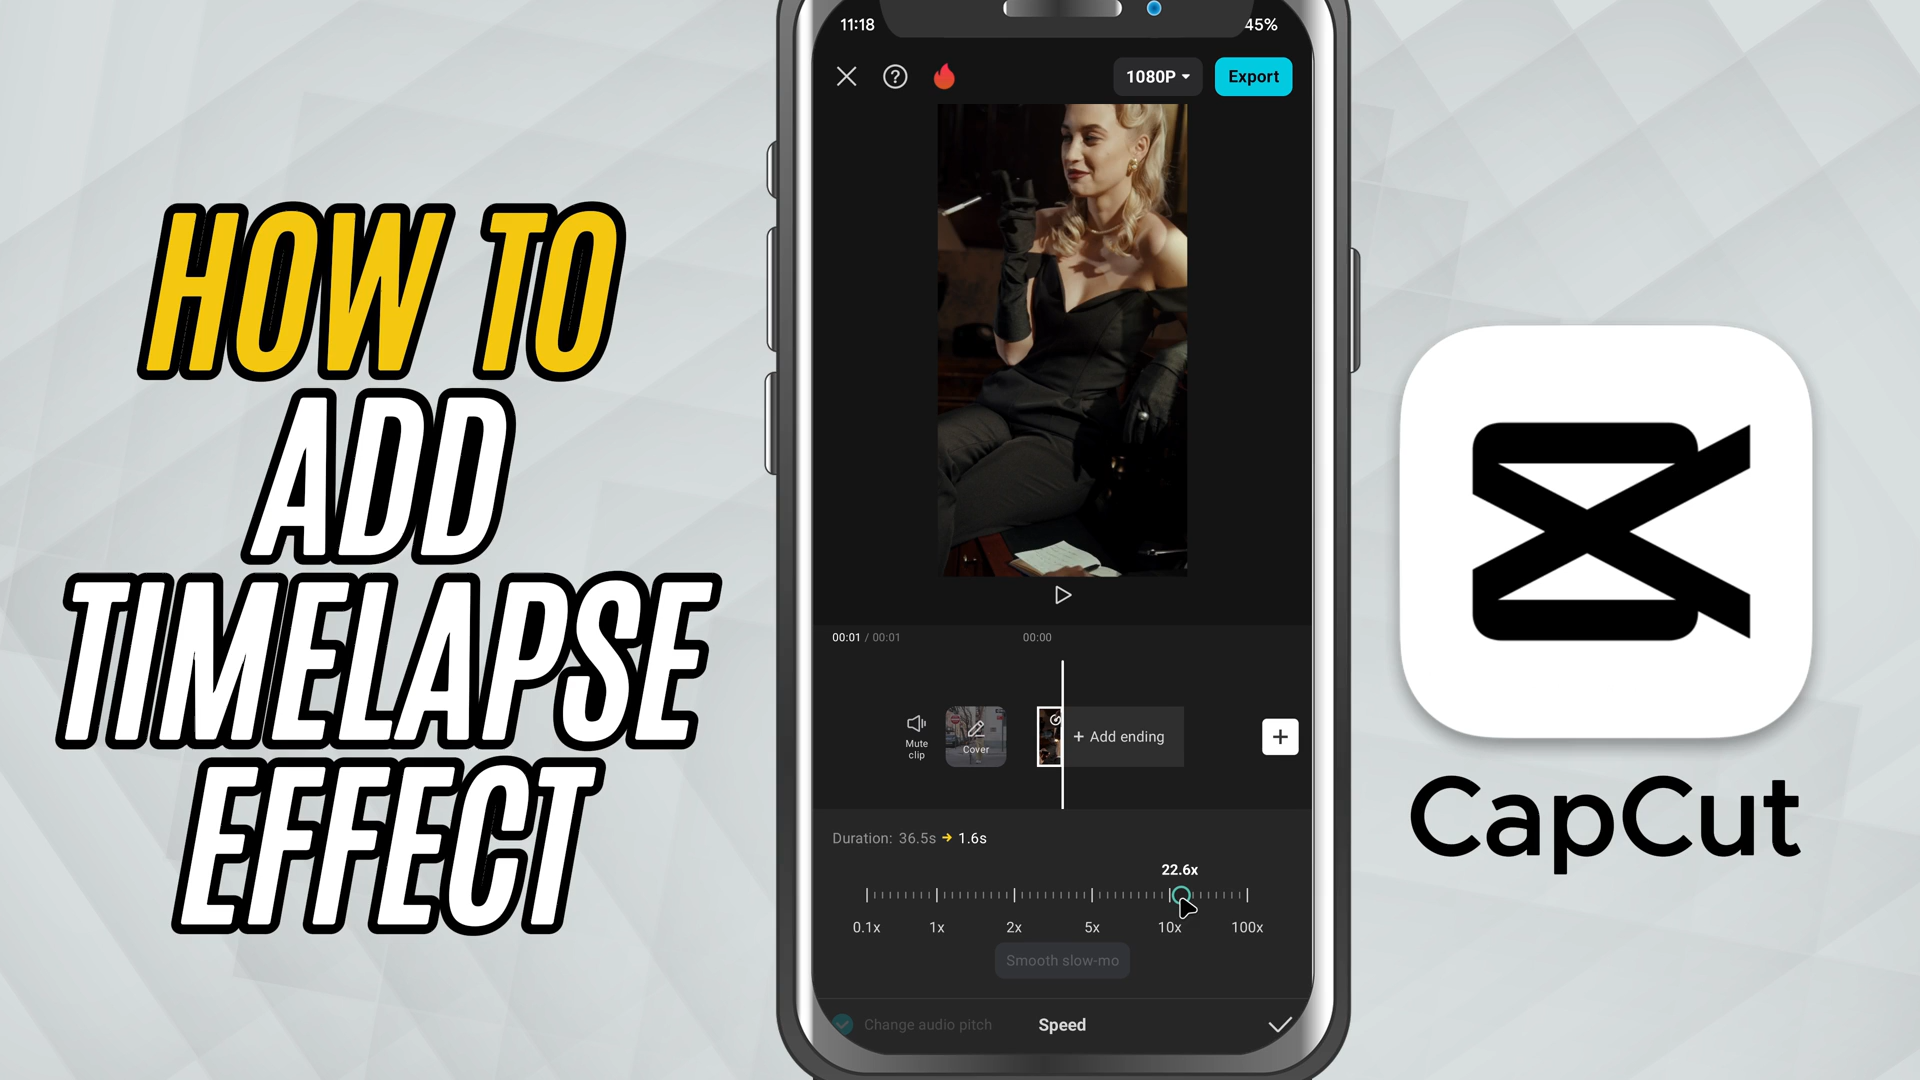 HOW TO
ADD
TIMELAPSE
EFFECT
11:18
45%
1080P
Export
00:01 / 00:01
00:00
Mute
clip
Cover
+ Add ending
Duration: 36.5s → 1.6s
22.6x
0.1x 1x 2x 5x 10x 100x
Smooth slow-mo
Change audio pitch
Speed
CapCut